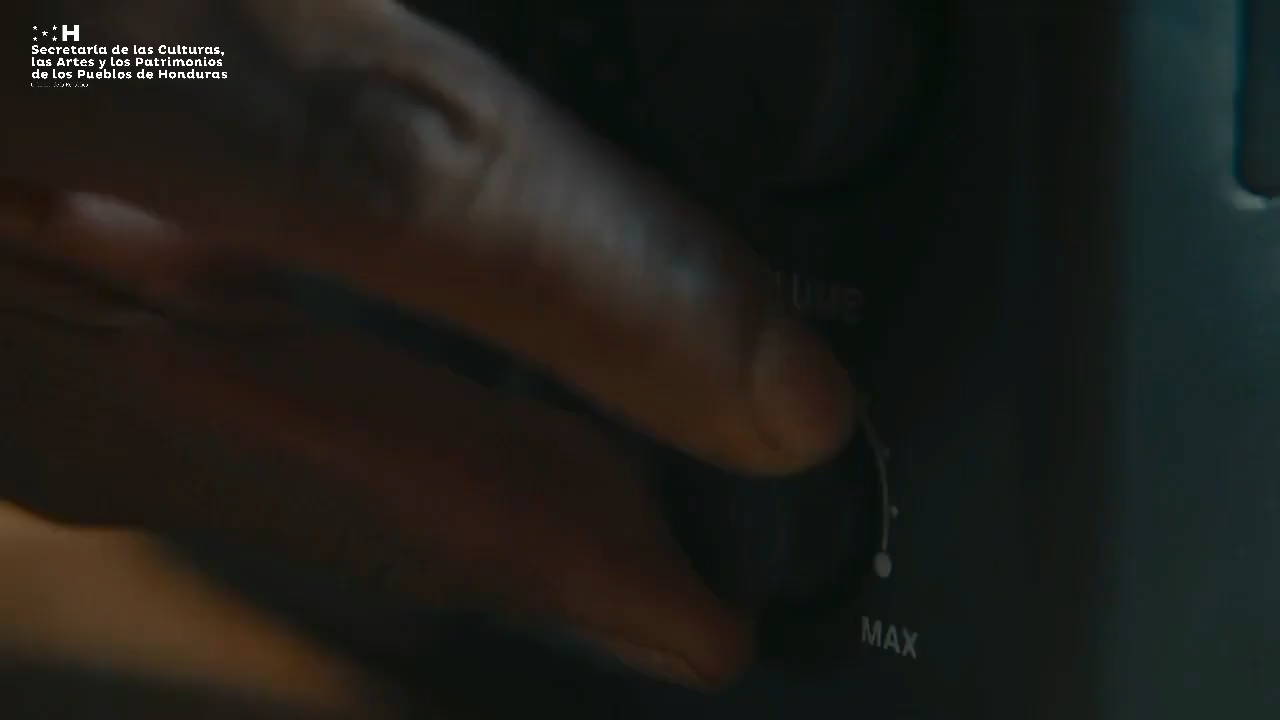 H
Secretaría de las Culturas,
las Artes y los Patrimonios
de los Pueblos de Honduras
MAX